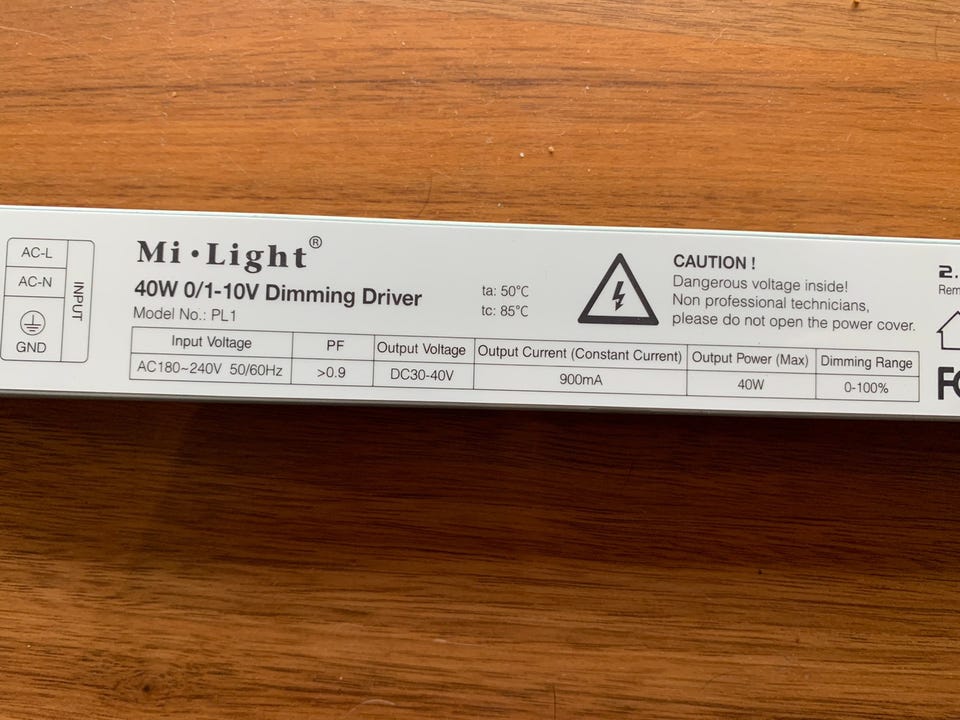 AC-L
AC-N
GND
INPUT
Mi•Light®
40W 0/1-10V Dimming Driver
Model No.: PL1
ta: 50℃
tc: 85℃
CAUTION !
Dangerous voltage inside!
Non professional technicians,
please do not open the power cover.
Input Voltage PF Output Voltage Output Current (Constant Current) Output Power (Max) Dimming Range
AC180~240V 50/60Hz >0.9 DC30-40V 900mA 40W 0-100%
2.
Rem